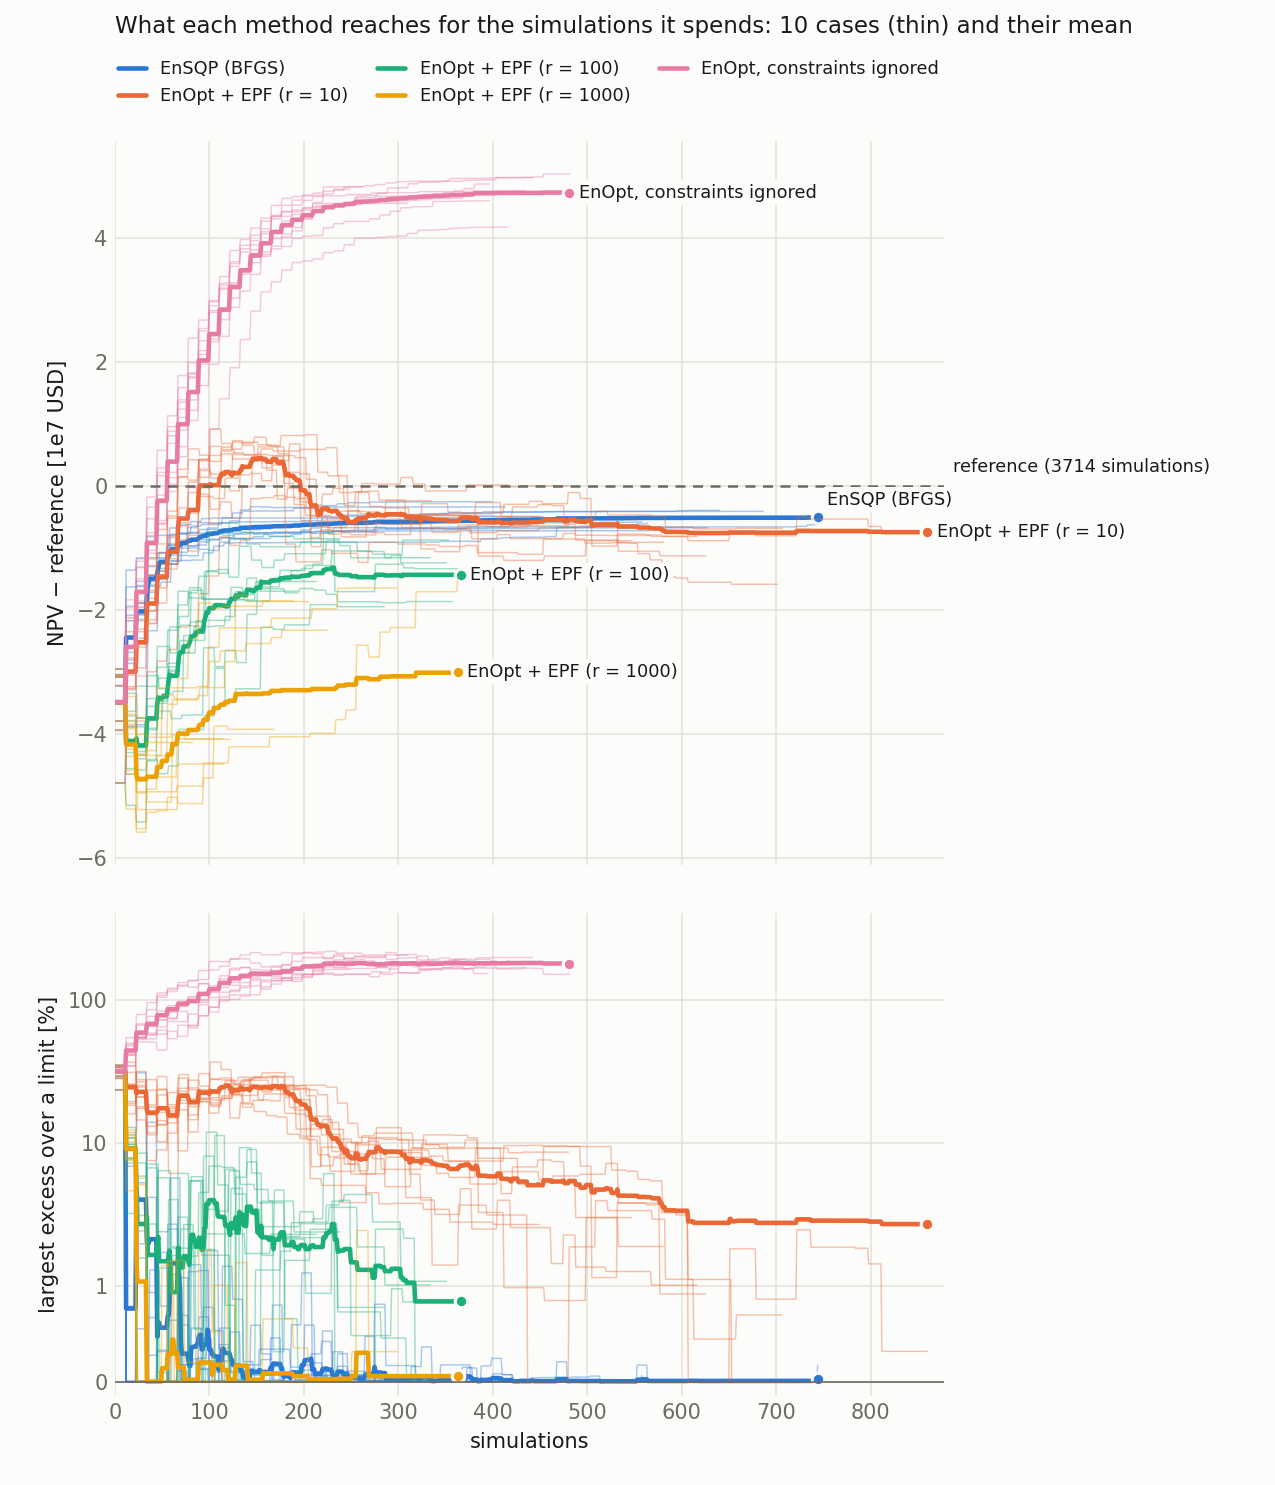 What each method reaches for the simulations it spends: 10 cases (thin) and their mean
EnSQP (BFGS)
EnOpt + EPF (r = 100)
EnOpt, constraints ignored
EnOpt + EPF (r = 10)
EnOpt + EPF (r = 1000)
NPV − reference [1e7 USD]
4
2
0
−2
−4
−6
EnOpt, constraints ignored
reference (3714 simulations)
EnSQP (BFGS)
EnOpt + EPF (r = 10)
EnOpt + EPF (r = 100)
EnOpt + EPF (r = 1000)
largest excess over a limit [%]
100
10
1
0
0 100 200 300 400 500 600 700 800
simulations